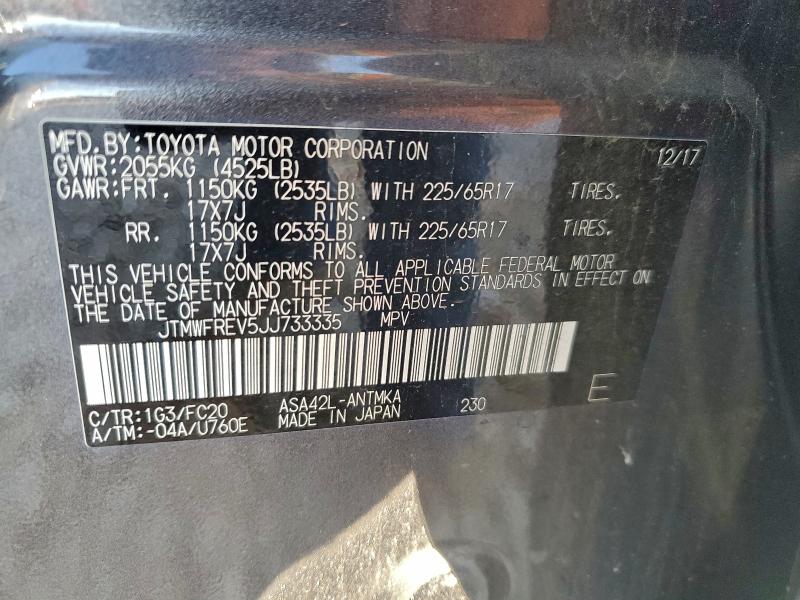 MFD.BY:TOYOTA MOTOR CORPORATION 12/17
GVWR:2055KG (4525LB)
GAWR:FRT. 1150KG (2535LB) WITH 225/65R17 TIRES.
17X7J RIMS.
RR. 1150KG (2535LB) WITH 225/65R17 TIRES.
17X7J RIMS.
THIS VEHICLE CONFORMS TO ALL APPLICABLE FEDERAL MOTOR
VEHICLE SAFETY AND THEFT PREVENTION STANDARDS IN EFFECT ON
THE DATE OF MANUFACTURE SHOWN ABOVE.
JTMWFREV5JJ733335 MPV
C/TR:1G3/FC20 ASA42L-ANTMKA 230 E
A/TM:-04A/U760E MADE IN JAPAN